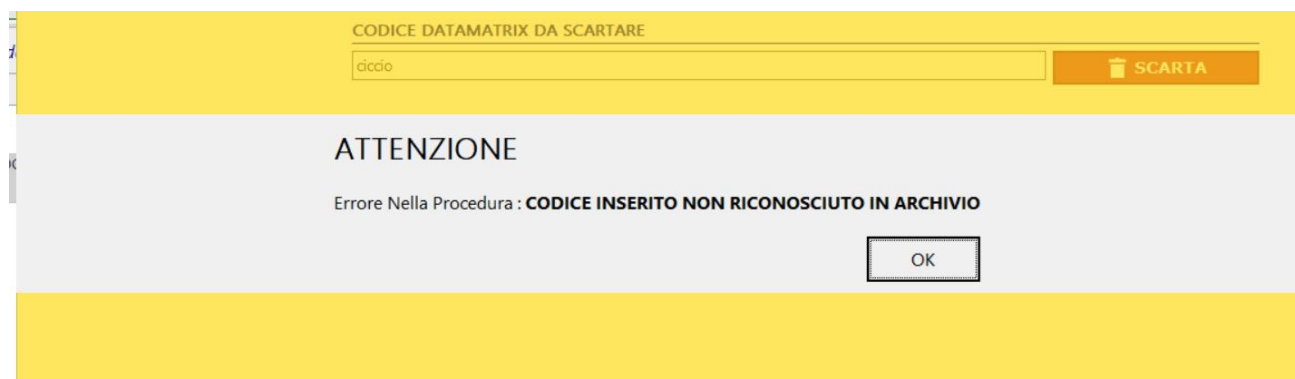 CODICE DATAMATRIX DA SCARTARE
ciccio
SCARTA
ATTENZIONE
Errore Nella Procedura : CODICE INSERITO NON RICONOSCIUTO IN ARCHIVIO
OK